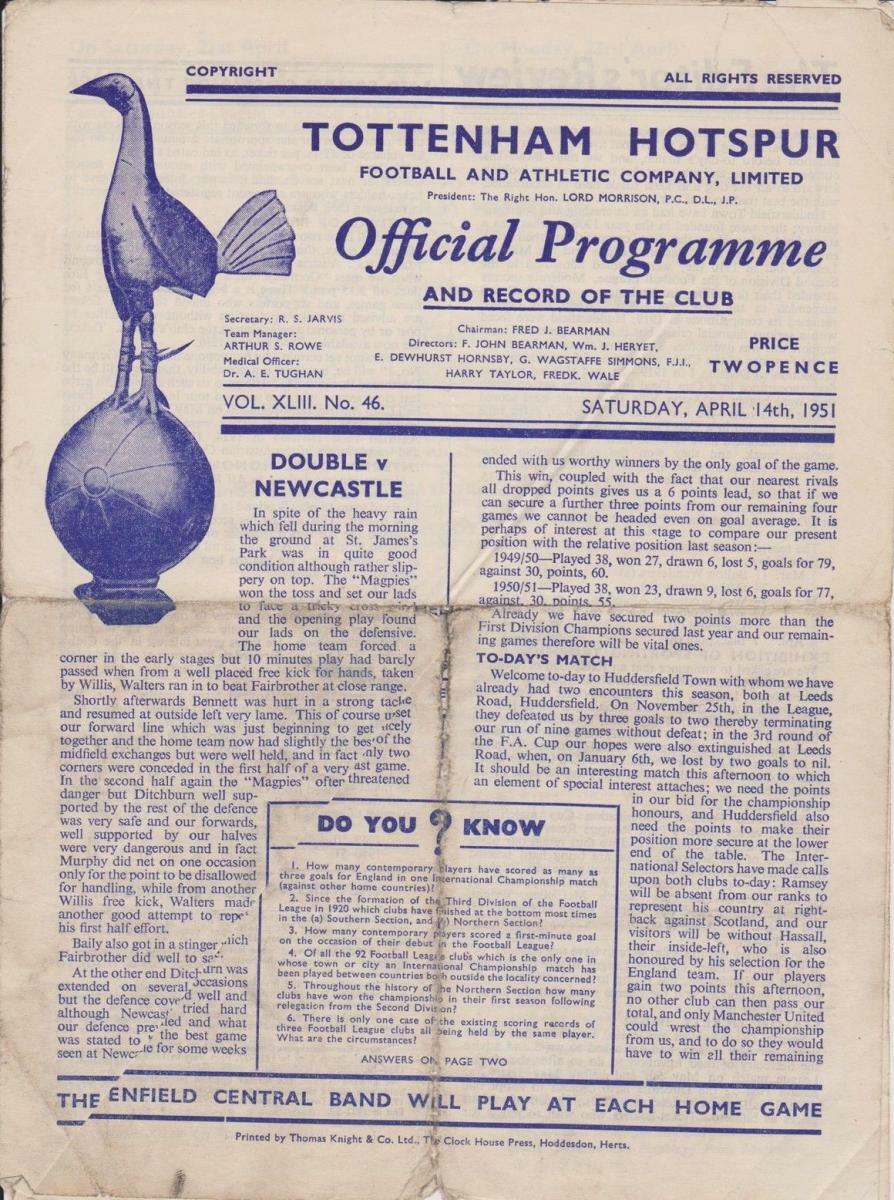 COPYRIGHT
ALL RIGHTS RESERVED
TOTTENHAM HOTSPUR
FOOTBALL AND ATHLETIC COMPANY, LIMITED
President: The Right Hon. LORD MORRISON, P.C., D.L., J.P.
Official Programme
AND RECORD OF THE CLUB
Secretary: R. S. JARVIS
Team Manager:
ARTHUR S. ROWE
Medical Officer:
Dr. A. E. TUGHAN
Chairman: FRED J. BEARMAN
Directors: F. JOHN BEARMAN, Wm. J. HERYET,
E. DEWHURST HORNSBY, G. WAGSTAFFE SIMMONS, F.J.I.,
HARRY TAYLOR, FREDK. WALE
PRICE
TWOPENCE
VOL. XLIII. No. 46.
SATURDAY, APRIL 14th, 1951
DOUBLE v
NEWCASTLE
In spite of the heavy rain
which fell during the morning
the ground at St. James's
Park was in quite good
condition although rather slip-
pery on top. The "Magpies"
won the toss and set our lads
to face a tricky cross wind
and the opening play found
our lads on the defensive.
The home team forced a
corner in the early stages but 10 minutes play had barely
passed when from a well placed free kick for hands, taken
by Willis, Walters ran in to beat Fairbrother at close range.
Shortly afterwards Bennett was hurt in a strong tackle
and resumed at outside left very lame. This of course upset
our forward line which was just beginning to get nicely
together and the home team now had slightly the best of the
midfield exchanges but were well held, and in fact only two
corners were conceded in the first half of a very fast game.
In the second half again the "Magpies" often threatened
danger but Ditchburn well sup-
ported by the rest of the defence
was very safe and our forwards,
well supported by our halves
were very dangerous and in fact
Murphy did net on one occasion
only for the point to be disallowed
for handling, while from another
Willis free kick, Walters made
another good attempt to repeat
his first half effort.
Baily also got in a stinger which
Fairbrother did well to save.
At the other end Ditchburn was
extended on several occasions
but the defence covered well and
although Newcastle tried hard
our defence prevailed and what
was stated to be the best game
seen at Newcastle for some weeks
ended with us worthy winners by the only goal of the game.
This win, coupled with the fact that our nearest rivals
all dropped points gives us a 6 points lead, so that if we
can secure a further three points from our remaining four
games we cannot be headed even on goal average. It is
perhaps of interest at this stage to compare our present
position with the relative position last season:—
1949/50—Played 38, won 27, drawn 6, lost 5, goals for 79,
against 30, points, 60.
1950/51—Played 38, won 23, drawn 9, lost 6, goals for 77,
against, 30, points, 55.
Already we have secured two points more than the
First Division Champions secured last year and our remain-
ing games therefore will be vital ones.
TO-DAY'S MATCH
Welcome to-day to Huddersfield Town with whom we have
already had two encounters this season, both at Leeds
Road, Huddersfield. On November 25th, in the League,
they defeated us by three goals to two thereby terminating
our run of nine games without defeat; in the 3rd round of
the F.A. Cup our hopes were also extinguished at Leeds
Road, when, on January 6th, we lost by two goals to nil.
It should be an interesting match this afternoon to which
an element of special interest attaches; we need the points
in our bid for the championship
honours, and Huddersfield also
need the points to make their
position more secure at the lower
end of the table. The Inter-
national Selectors have made calls
upon both clubs to-day: Ramsey
will be absent from our ranks to
represent his country at right-
back against Scotland, and our
visitors will be without Hassall,
their inside-left, who is also
honoured by his selection for the
England team. If our players
gain two points this afternoon,
no other club can then pass our
total, and only Manchester United
could wrest the championship
from us, and to do so they would
have to win all their remaining
DO YOU ? KNOW
1. How many contemporary players have scored as many as
three goals for England in one International Championship match
(against other home countries)?
2. Since the formation of the Third Division of the Football
League in 1920 which clubs have finished at the bottom most times
in the (a) Southern Section, and (b) Northern Section?
3. How many contemporary players scored a first-minute goal
on the occasion of their debut in the Football League?
4. Of all the 92 Football League clubs which is the only one in
whose town or city an International Championship match has
been played between countries both outside the locality concerned?
5. Throughout the history of the Northern Section how many
clubs have won the championship in their first season following
relegation from the Second Division?
6. There is only one case of the existing scoring records of
three Football League clubs all being held by the same player.
What are the circumstances?
ANSWERS ON PAGE TWO
THE ENFIELD CENTRAL BAND WILL PLAY AT EACH HOME GAME
Printed by Thomas Knight & Co. Ltd., The Clock House Press, Hoddesdon, Herts.